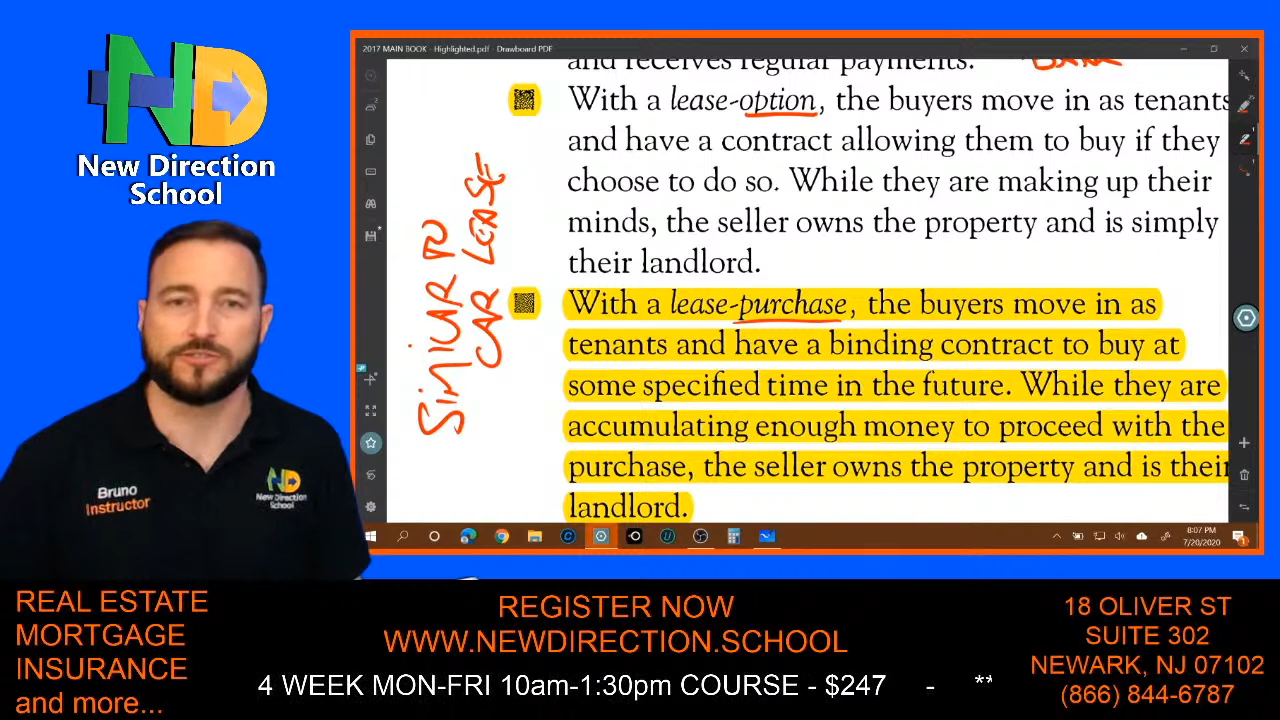 ND
New Direction
School
Bruno
Instructor
ND
New Direction
School
2017 MAIN BOOK - Highlighted.pdf - Drawboard PDF
and receives regular payments.
BANK
With a lease-option, the buyers move in as tenants
and have a contract allowing them to buy if they
choose to do so. While they are making up their
minds, the seller owns the property and is simply
their landlord.
SIMILAR TO
CAR LEASE
With a lease-purchase, the buyers move in as
tenants and have a binding contract to buy at
some specified time in the future. While they are
accumulating enough money to proceed with the
purchase, the seller owns the property and is their
landlord.
8:07 PM
7/20/2020
REAL ESTATE
MORTGAGE
INSURANCE
and more...
REGISTER NOW
WWW.NEWDIRECTION.SCHOOL
4 WEEK MON-FRI 10am-1:30pm COURSE - $247 - **
18 OLIVER ST
SUITE 302
NEWARK, NJ 07102
(866) 844-6787